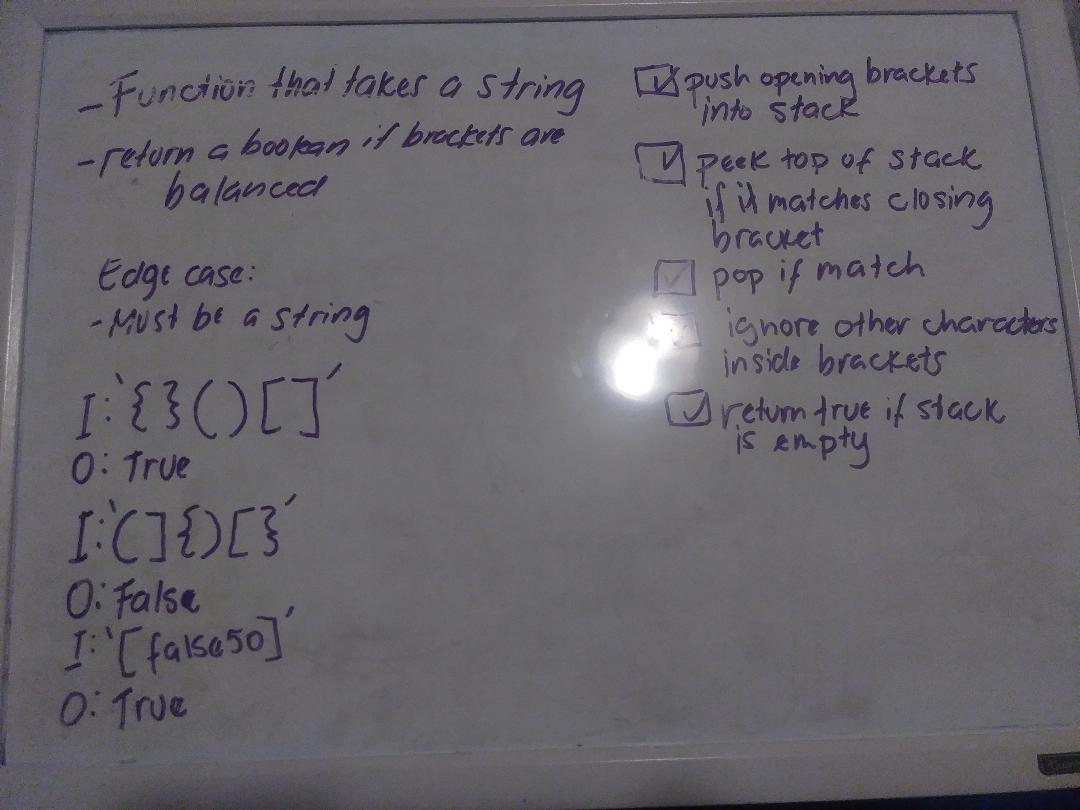 - Function that takes a string
- return a boolean if brackets are
balanced
Edge case:
- Must be a string
I: '{}()[]'
O: True
I: '(]{)[}'
O: False
I: '[false50]'
O: True
push opening brackets
into stack
peek top of stack
if it matches closing
bracket
pop if match
ignore other characters
inside brackets
return true if stack
is empty